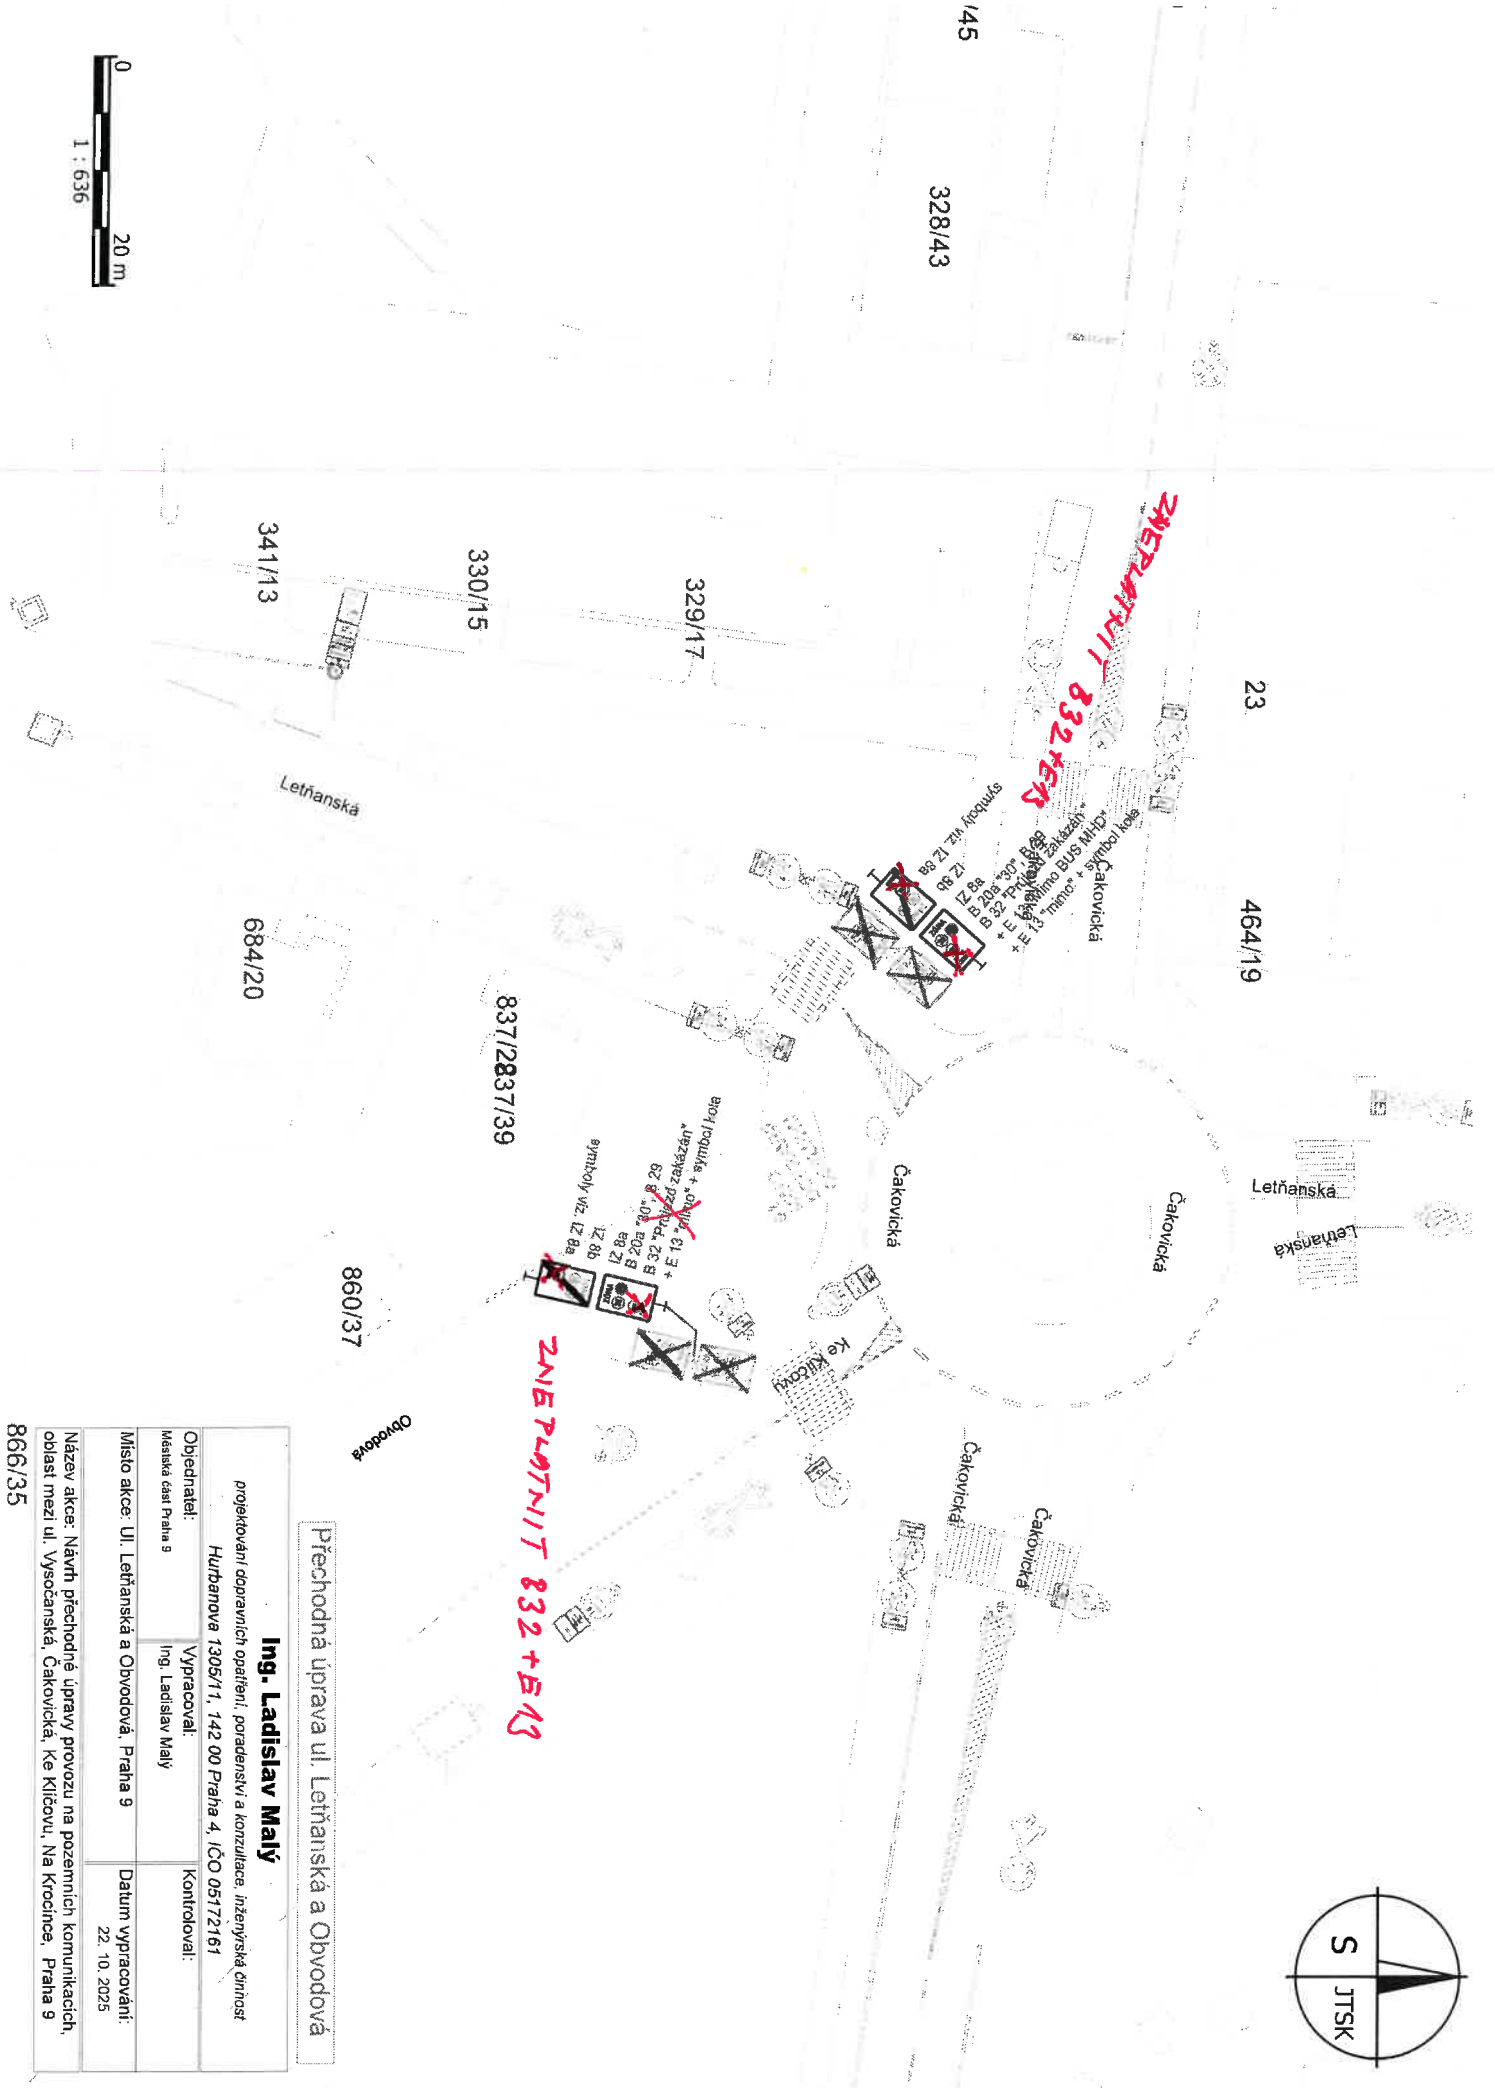 /45
328/43
0
20 m
1 : 636
23
464/19
ZNEPLATNIT B32+E13
symboly viz. IZ 8a
IZ 8b
IZ 8a
B 20a "30", B 29
B 32 "Průjezd zakázán"
+ E 13 "Mimo BUS MHD"
+ E 13 "mimo" + symbol kola
Čakovická
341/13
330/15
329/17
Letňanská
684/20
837/2
837/39
Letňanská
Letňanská
Čakovická
Čakovická
symboly viz. IZ 8a
IZ 8b
IZ 8a
B 20a "30", B 29
B 32 "Průjezd zakázán"
+ E 13 "mimo" + symbol kola
860/37
Ke Klíčovu
ZNEPLATNIT B32+E13
Obvodová
Čakovická
Čakovická
866/35
Přechodná úprava ul. Letňanská a Obvodová
Ing. Ladislav Malý
projektování dopravních opatření, poradenství a konzultace, inženýrská činnost
Hurbanova 1305/11, 142 00 Praha 4, IČO 05172161
Objednatel:
Městská část Praha 9
Vypracoval:
Ing. Ladislav Malý
Kontroloval:
Místo akce: Ul. Letňanská a Obvodová, Praha 9
Datum vypracování:
22. 10. 2025
Název akce: Návrh přechodné úpravy provozu na pozemních komunikacích,
oblast mezi ul. Vysočanská, Čakovická, Ke Klíčovu, Na Krocínce, Praha 9
S JTSK